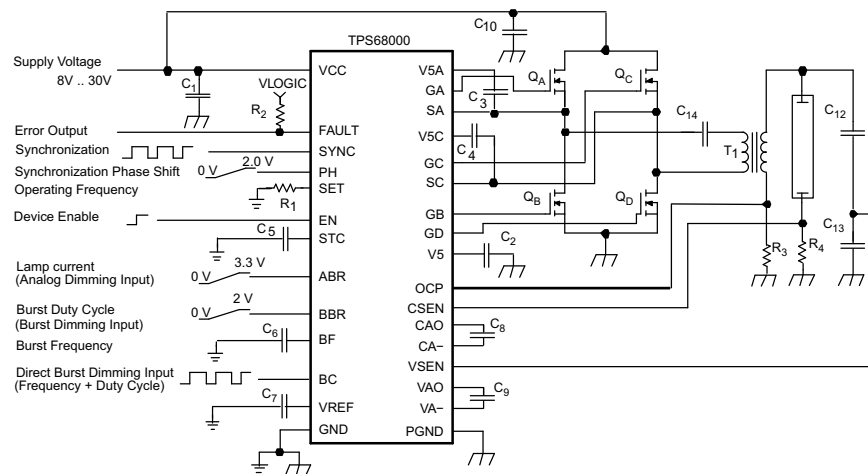 TPS68000
Supply Voltage
8V .. 30V
C1
VLOGIC
R2
Error Output
Synchronization
Synchronization Phase Shift
0 V
2.0 V
Operating Frequency
R1
Device Enable
C5
Lamp current
(Analog Dimming Input)
0 V
3.3 V
Burst Duty Cycle
(Burst Dimming Input)
0 V
2 V
Burst Frequency
C6
Direct Burst Dimming Input
(Frequency + Duty Cycle)
C7
VCC
FAULT
SYNC
PH
SET
EN
STC
ABR
BBR
BF
BC
VREF
GND
V5A
GA
SA
V5C
GC
SC
GB
GD
V5
OCP
CSEN
CAO
CA−
VSEN
VAO
VA−
PGND
C10
C3
C4
QA
QC
QB
QD
C2
C8
C9
C14
T1
C12
C13
R3
R4